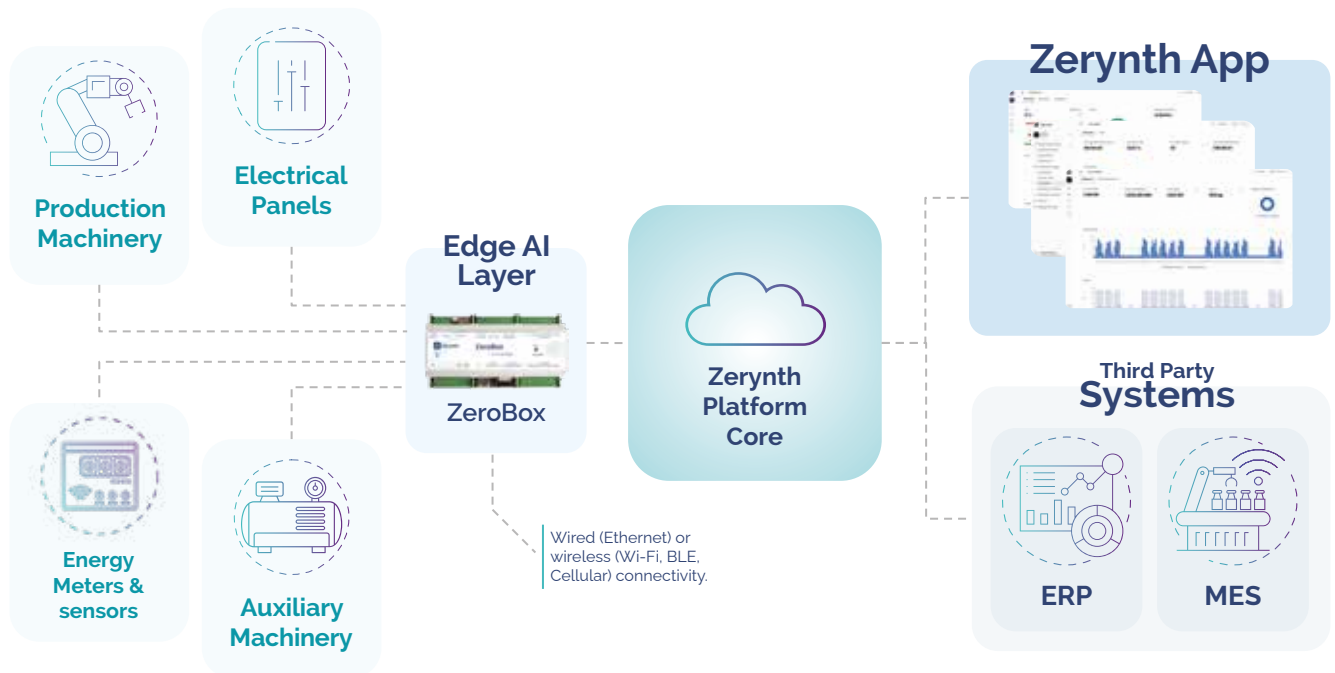 Production
Machinery
Electrical
Panels
Energy
Meters &
sensors
Auxiliary
Machinery
Edge AI
Layer
ZeroBox
ZeroBox
Wired (Ethernet) or
wireless (Wi-Fi, BLE,
Cellular) connectivity.
Zerynth
Platform
Core
Zerynth App
Third Party
Systems
ERP
MES